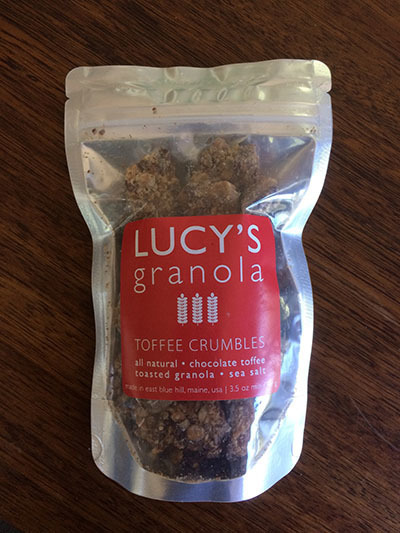 LUCY'S
granola
TOFFEE CRUMBLES
all natural • chocolate toffee
toasted granola • sea salt
made in east blue hill, maine, usa | 3.5 oz